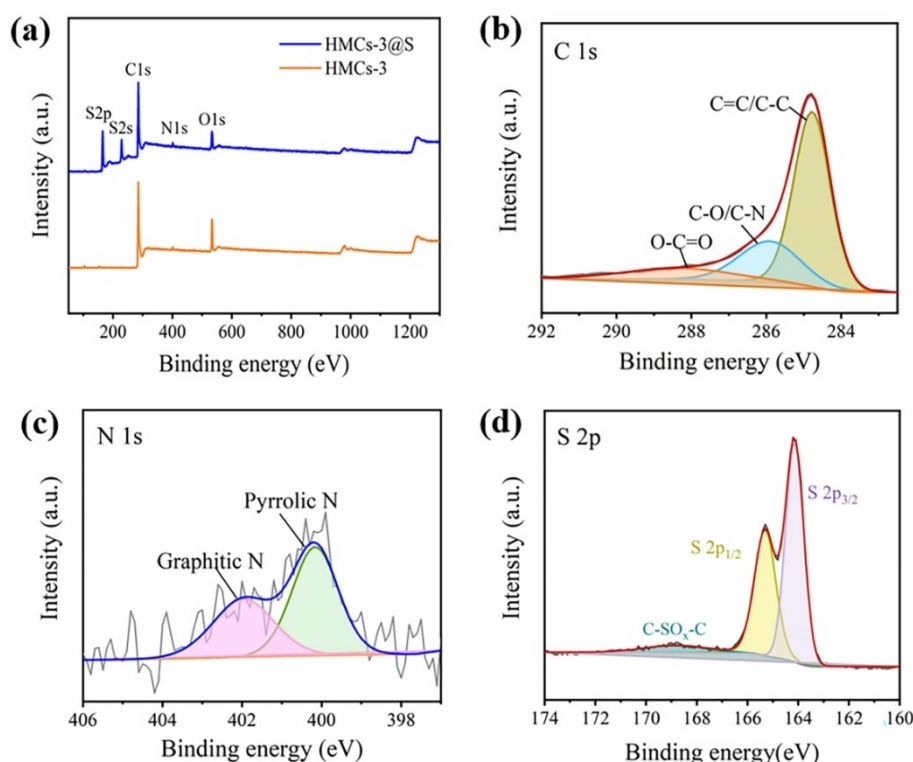 (a)
HMCs-3@S
HMCs-3
C1s
S2p
S2s
N1s
O1s
Intensity (a.u.)
200 400 600 800 1000 1200
Binding energy (eV)
(b)
C 1s
C=C/C-C
C-O/C-N
O-C=O
Intensity (a.u.)
292 290 288 286 284
Binding energy (eV)
(c)
N 1s
Pyrrolic N
Graphitic N
Intensity (a.u.)
406 404 402 400 398
Binding energy (eV)
(d)
S 2p
S 2p3/2
S 2p1/2
C-SOx-C
Intensity (a.u.)
174 172 170 168 166 164 162 160
Binding energy(eV)